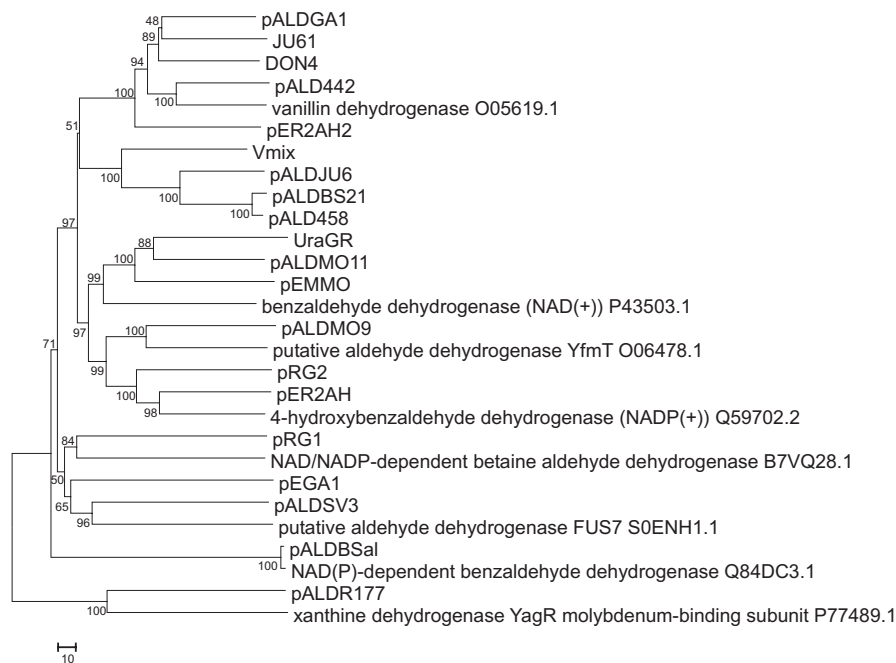 pALDGA1
48
JU61
89
DON4
94
pALD442
100
100
vanillin dehydrogenase O05619.1
pER2AH2
51
Vmix
100
pALDJU6
100
pALDBS21
100
pALD458
97
UraGR
88
pALDMO11
100
pEMMO
99
benzaldehyde dehydrogenase (NAD(+)) P43503.1
97
pALDMO9
100
putative aldehyde dehydrogenase YfmT O06478.1
71
99
pRG2
100
pER2AH
98
4-hydroxybenzaldehyde dehydrogenase (NADP(+)) Q59702.2
84
pRG1
NAD/NADP-dependent betaine aldehyde dehydrogenase B7VQ28.1
50
pEGA1
65
pALDSV3
96
putative aldehyde dehydrogenase FUS7 S0ENH1.1
pALDBSal
100
NAD(P)-dependent benzaldehyde dehydrogenase Q84DC3.1
pALDR177
100
xanthine dehydrogenase YagR molybdenum-binding subunit P77489.1
10